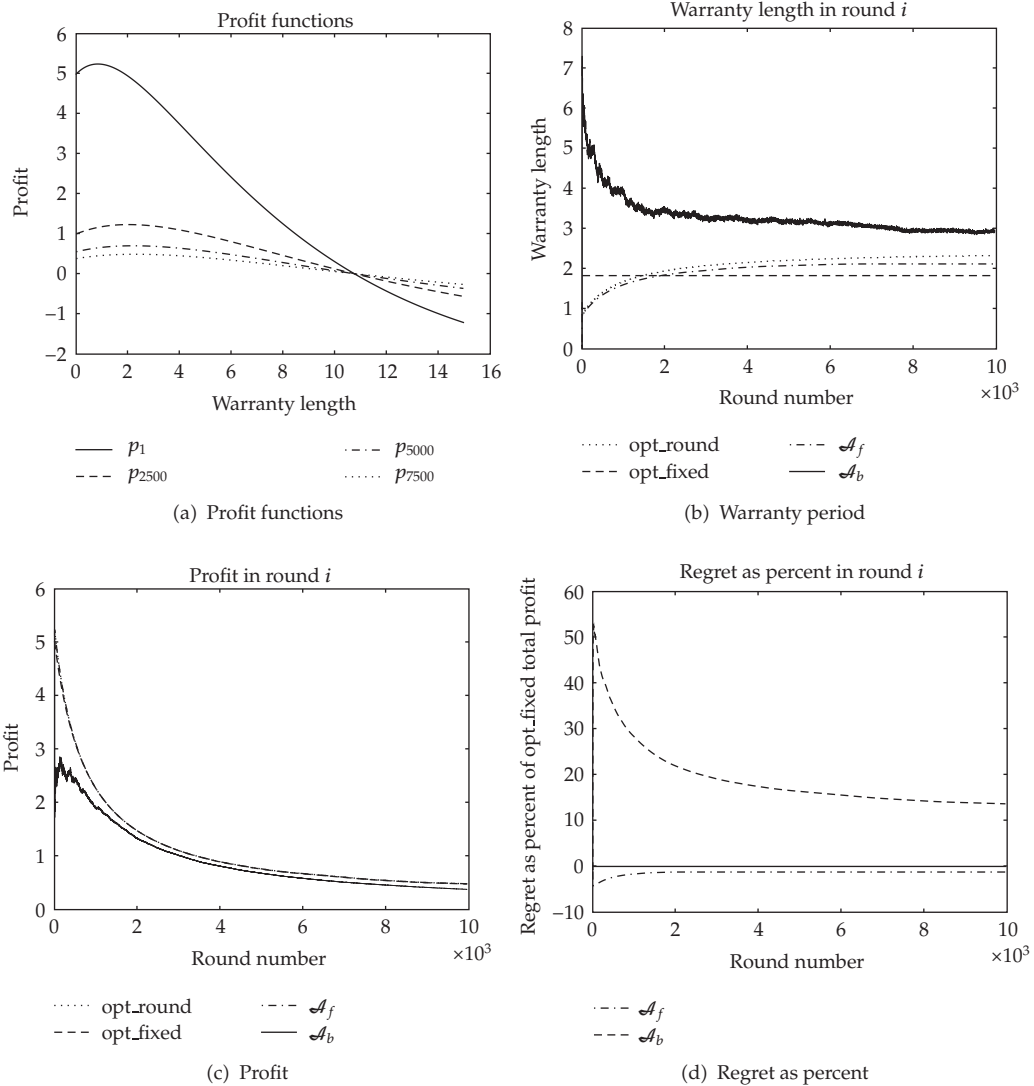 Profit functions
6
5
4
3
2
1
0
−1
−2
Profit
0 2 4 6 8 10 12 14 16
Warranty length
p1
p2500
p5000
p7500
(a) Profit functions
Warranty length in round i
8
7
6
5
4
3
2
1
0
Warranty length
0 2 4 6 8 10
×10³
Round number
opt_round
opt_fixed
𝒜f
𝒜b
(b) Warranty period
Profit in round i
6
5
4
3
2
1
0
Profit
0 2 4 6 8 10
×10³
Round number
opt_round
opt_fixed
𝒜f
𝒜b
(c) Profit
Regret as percent in round i
60
50
40
30
20
10
0
−10
Regret as percent of opt_fixed total profit
0 2 4 6 8 10
×10³
Round number
𝒜f
𝒜b
(d) Regret as percent